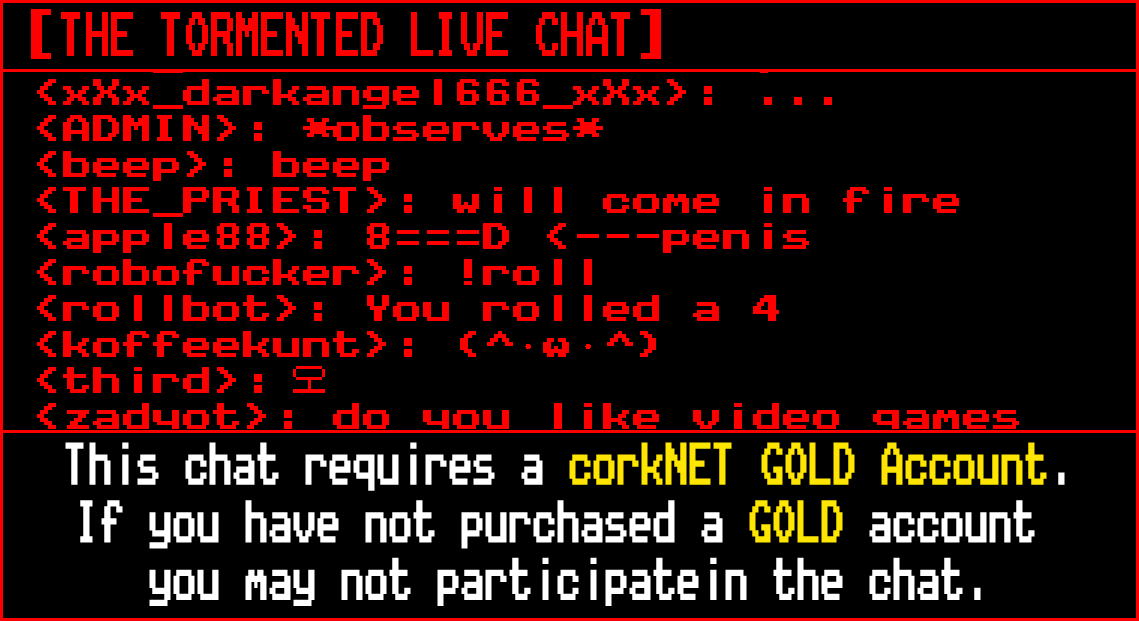 [THE TORMENTED LIVE CHAT]
<xXx_darkangel666_xXx>: ...
<ADMIN>: *observes*
<beep>: beep
<THE_PRIEST>: will come in fire
<apple88>: 8===D <---penis
<robofucker>: !roll
<rollbot>: You rolled a 4
<koffeekunt>: (^·ω·^)
<third>: 모
<zadyot>: do you like video games
This chat requires a corkNET GOLD Account.
If you have not purchased a GOLD account
you may not participatein the chat.